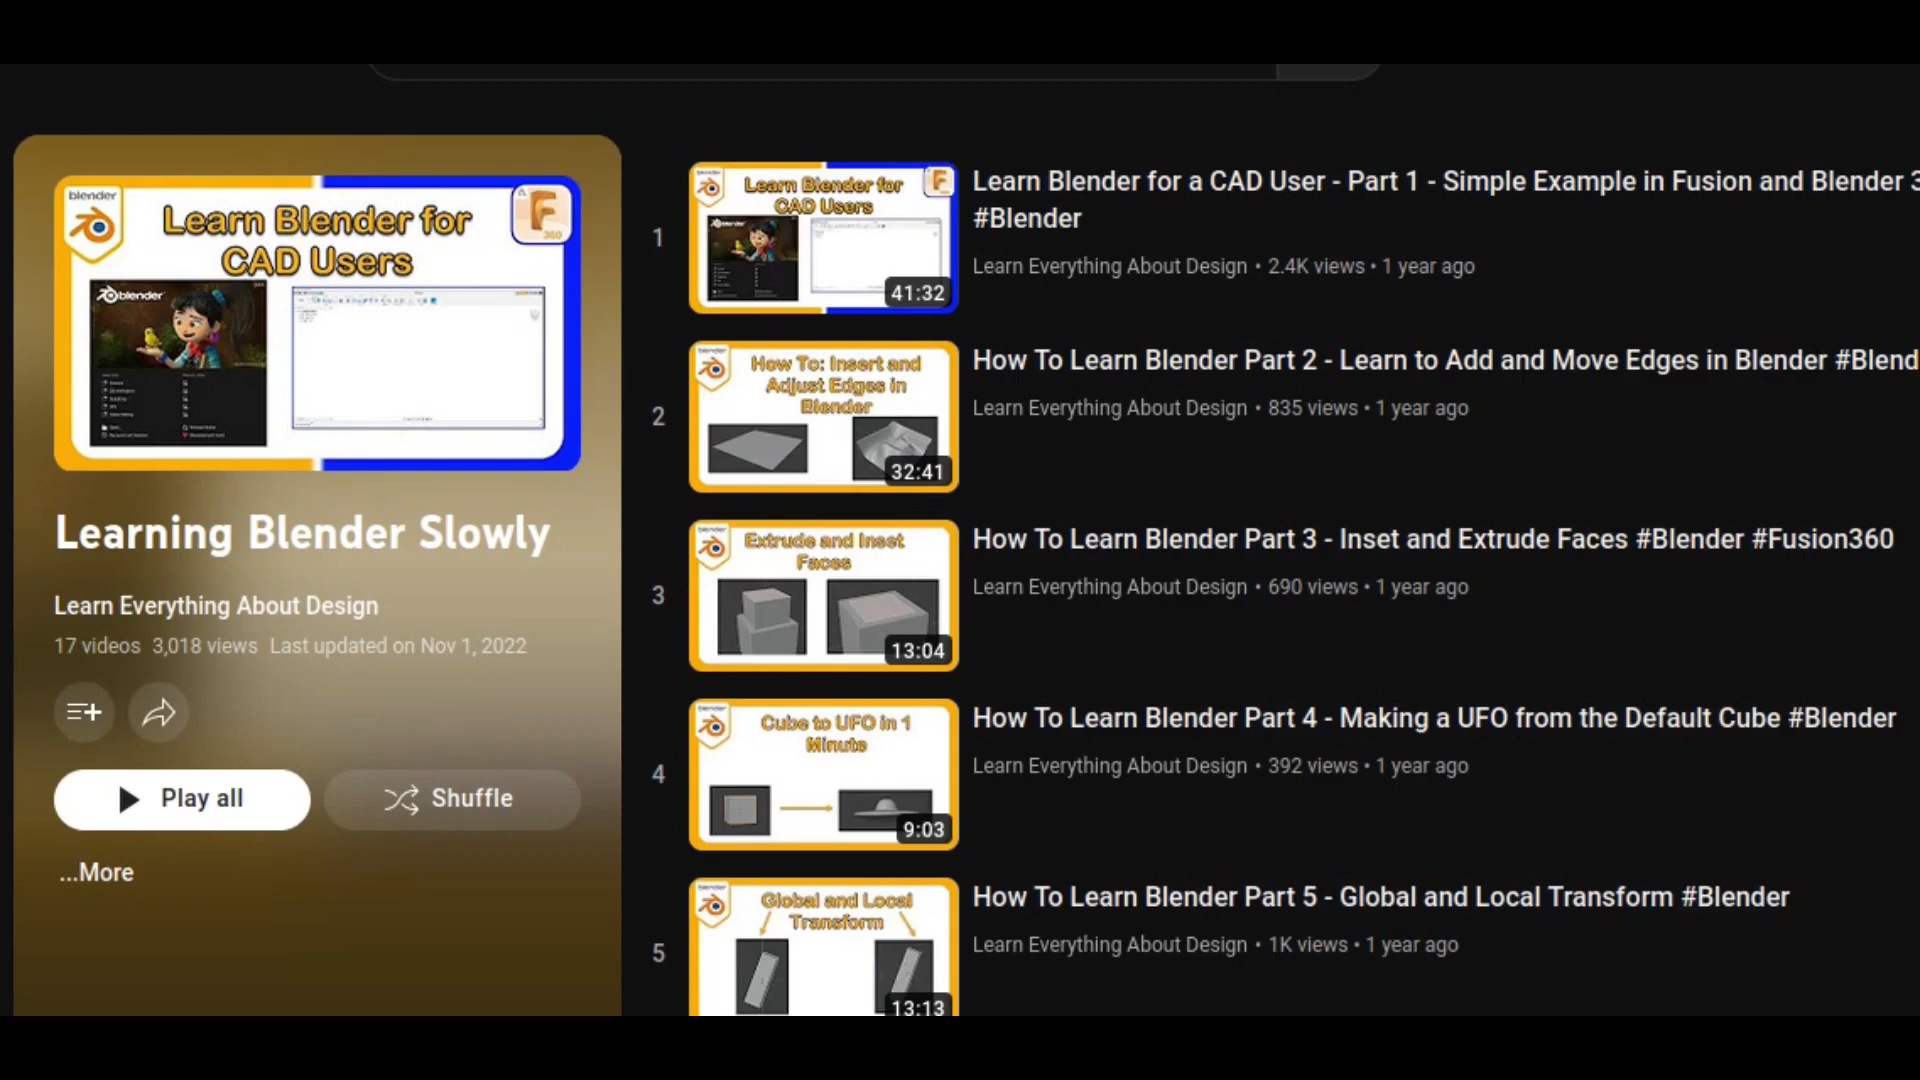 blender
Learn Blender for
CAD Users
360
blender
Learning Blender Slowly
Learn Everything About Design
17 videos 3,018 views Last updated on Nov 1, 2022
Play all
Shuffle
...More
1
blender
Learn Blender for
CAD Users
41:32
Learn Blender for a CAD User - Part 1 - Simple Example in Fusion and Blender 3
#Blender
Learn Everything About Design • 2.4K views • 1 year ago
2
blender
How To: Insert and
Adjust Edges in
Blender
32:41
How To Learn Blender Part 2 - Learn to Add and Move Edges in Blender #Blend
Learn Everything About Design • 835 views • 1 year ago
3
blender
Extrude and Inset
Faces
13:04
How To Learn Blender Part 3 - Inset and Extrude Faces #Blender #Fusion360
Learn Everything About Design • 690 views • 1 year ago
4
blender
Cube to UFO in 1
Minute
9:03
How To Learn Blender Part 4 - Making a UFO from the Default Cube #Blender
Learn Everything About Design • 392 views • 1 year ago
5
blender
Global and Local
Transform
13:13
How To Learn Blender Part 5 - Global and Local Transform #Blender
Learn Everything About Design • 1K views • 1 year ago